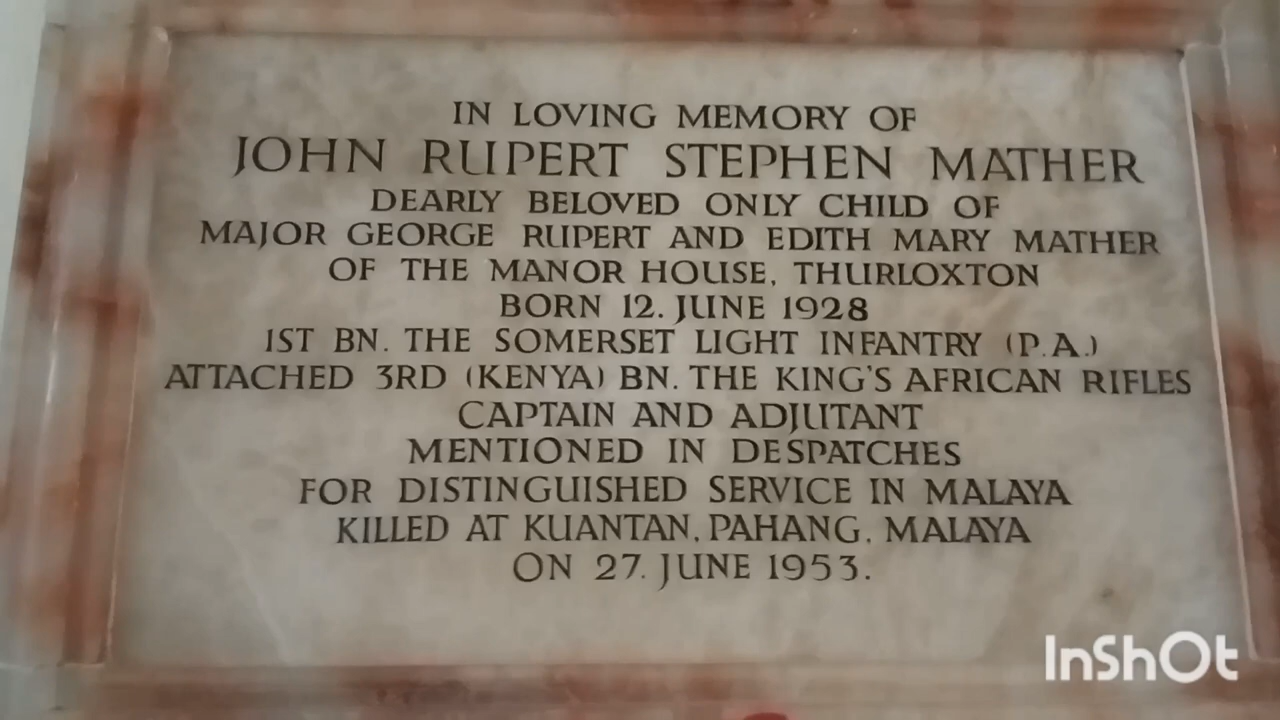 IN LOVING MEMORY OF
JOHN RUPERT STEPHEN MATHER
DEARLY BELOVED ONLY CHILD OF
MAJOR GEORGE RUPERT AND EDITH MARY MATHER
OF THE MANOR HOUSE, THURLOXTON
BORN 12. JUNE 1928
1ST BN. THE SOMERSET LIGHT INFANTRY (P.A.)
ATTACHED 3RD (KENYA) BN. THE KING'S AFRICAN RIFLES
CAPTAIN AND ADJUTANT
MENTIONED IN DESPATCHES
FOR DISTINGUISHED SERVICE IN MALAYA
KILLED AT KUANTAN, PAHANG, MALAYA
ON 27. JUNE 1953.
InShOt